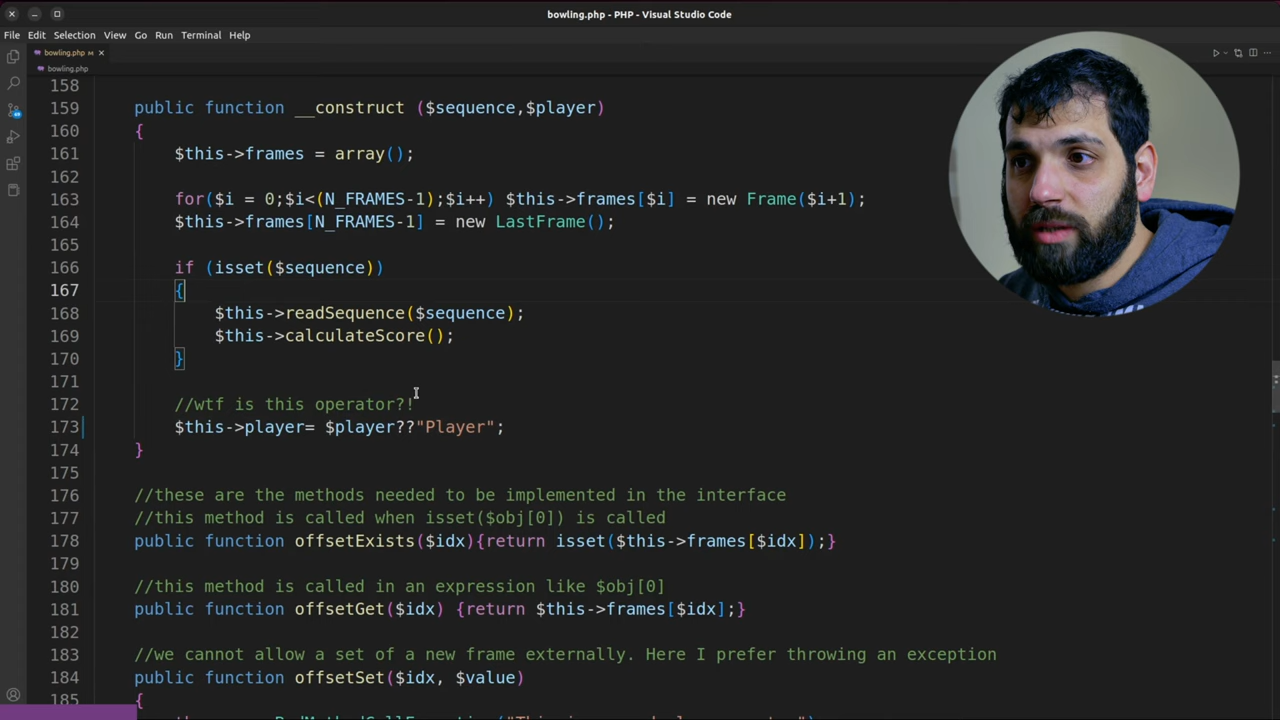 bowling.php - PHP - Visual Studio Code
File Edit Selection View Go Run Terminal Help
bowling.php M
bowling.php
158
159 public function __construct ($sequence,$player)
160 {
161 $this->frames = array();
162
163 for($i = 0;$i<(N_FRAMES-1);$i++) $this->frames[$i] = new Frame($i+1);
164 $this->frames[N_FRAMES-1] = new LastFrame();
165
166 if (isset($sequence))
167 {
168 $this->readSequence($sequence);
169 $this->calculateScore();
170 }
171
172 //wtf is this operator?!
173 $this->player= $player??"Player";
174 }
175
176 //these are the methods needed to be implemented in the interface
177 //this method is called when isset($obj[0]) is called
178 public function offsetExists($idx){return isset($this->frames[$idx]);}
179
180 //this method is called in an expression like $obj[0]
181 public function offsetGet($idx) {return $this->frames[$idx];}
182
183 //we cannot allow a set of a new frame externally. Here I prefer throwing an exception
184 public function offsetSet($idx, $value)
185 {